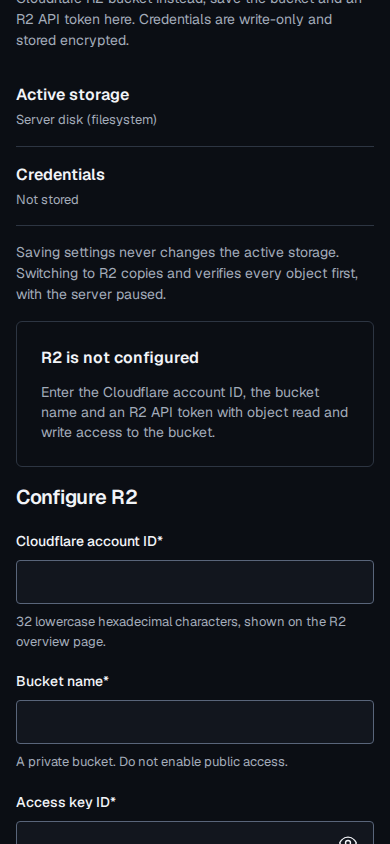 Cloudflare R2 bucket instead, save the bucket and an
R2 API token here. Credentials are write-only and
stored encrypted.
Active storage
Server disk (filesystem)
Credentials
Not stored
Saving settings never changes the active storage.
Switching to R2 copies and verifies every object first,
with the server paused.
R2 is not configured
Enter the Cloudflare account ID, the bucket
name and an R2 API token with object read and
write access to the bucket.
Configure R2
Cloudflare account ID*
32 lowercase hexadecimal characters, shown on the R2
overview page.
Bucket name*
A private bucket. Do not enable public access.
Access key ID*